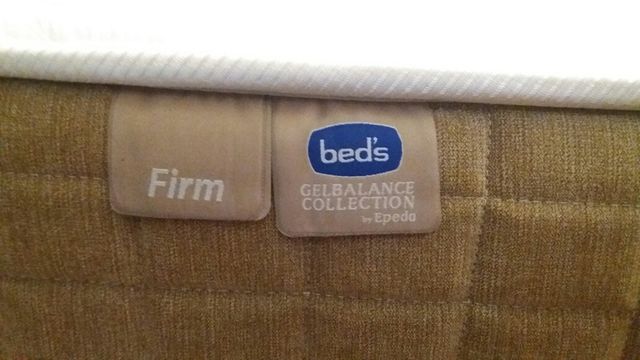 Firm
bed's
GELBALANCE
COLLECTION
by Epeda